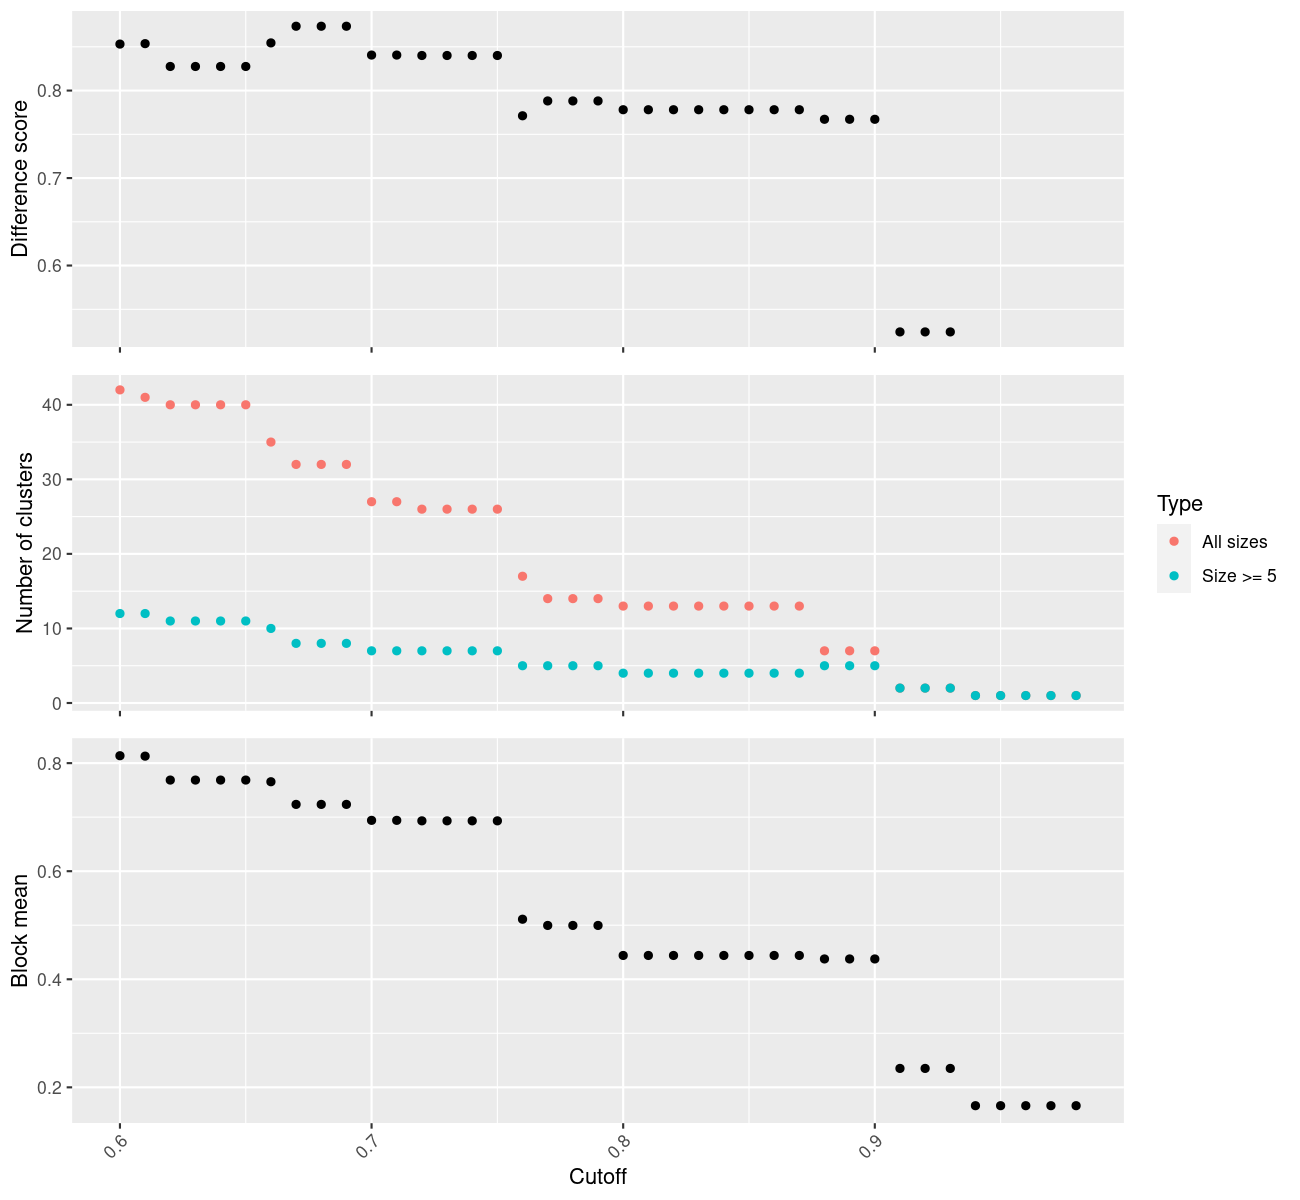 Difference score
0.8
0.7
0.6
Number of clusters
40
30
20
10
0
Type
All sizes
Size >= 5
Block mean
0.8
0.6
0.4
0.2
0.6 0.7 0.8 0.9
Cutoff